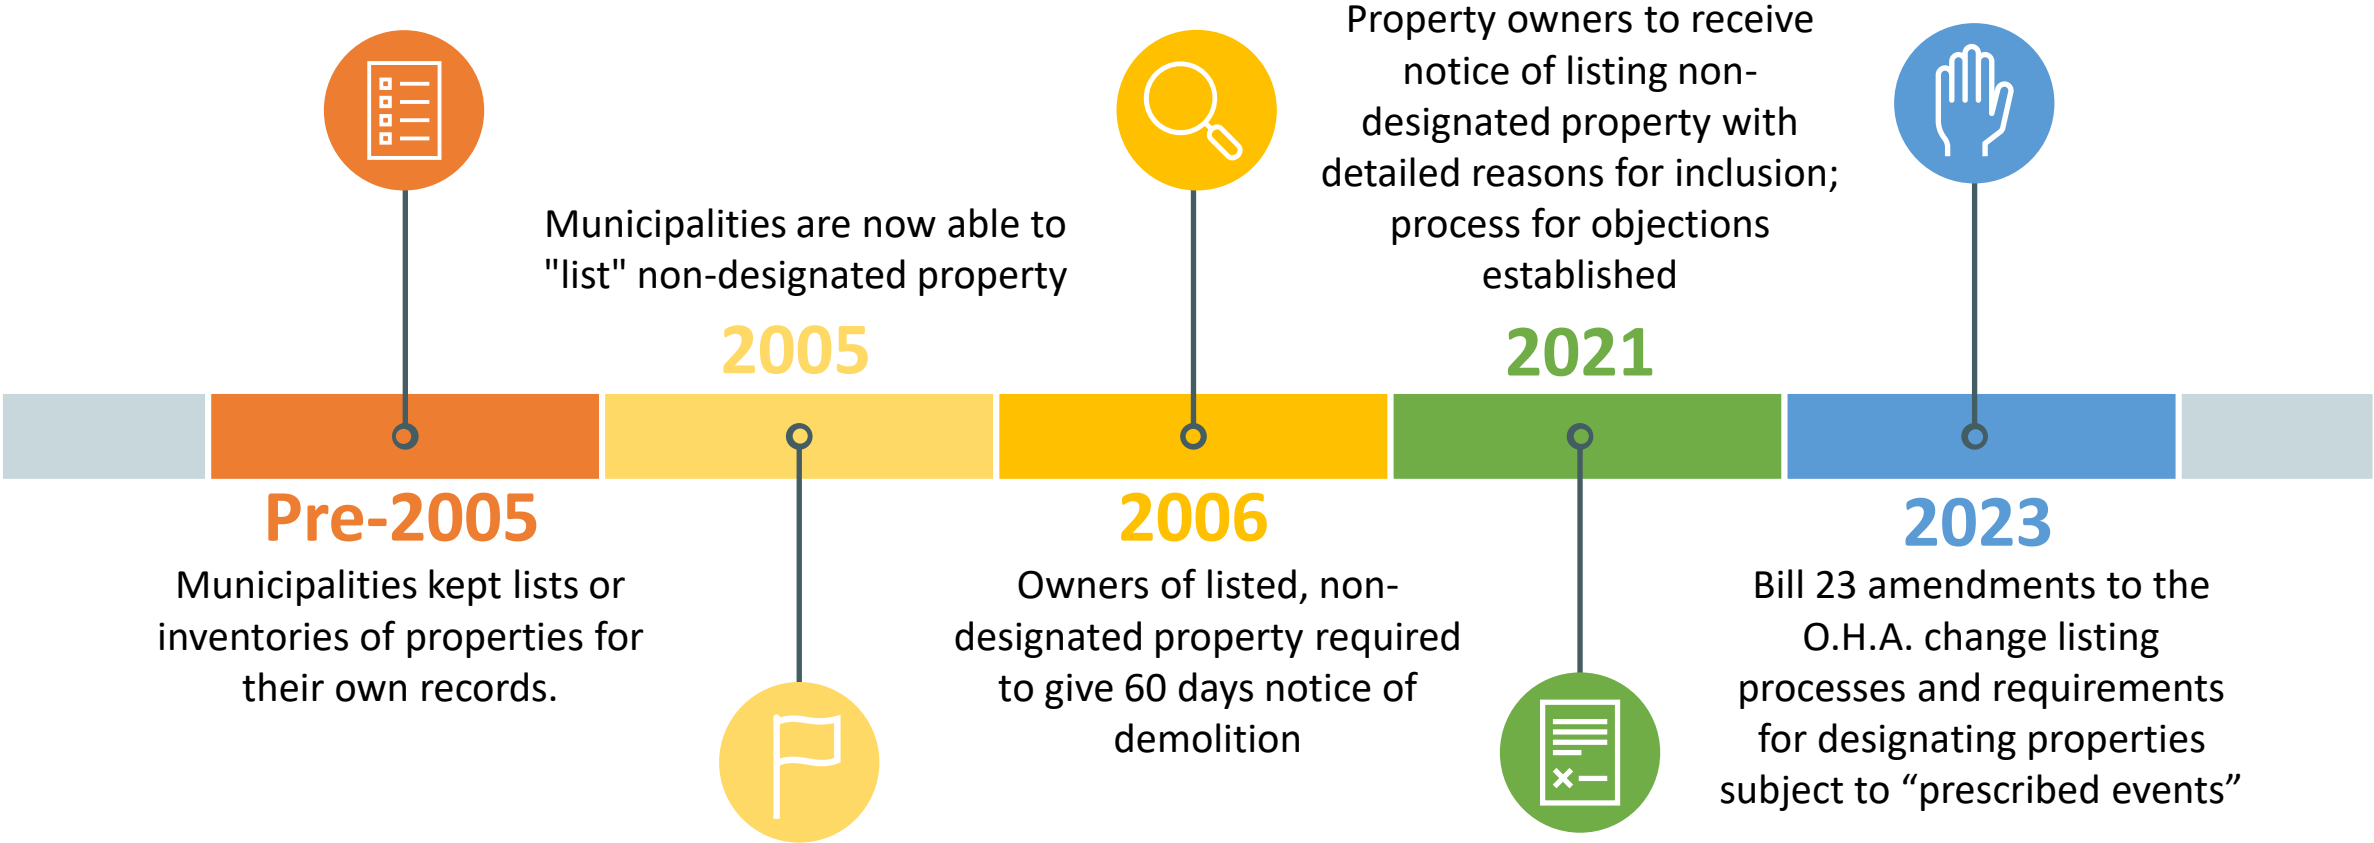 Pre-2005
Municipalities kept lists or
inventories of properties for
their own records.
Municipalities are now able to
"list" non-designated property
2005
2006
Owners of listed, non-
designated property required
to give 60 days notice of
demolition
Property owners to receive
notice of listing non-
designated property with
detailed reasons for inclusion;
process for objections
established
2021
2023
Bill 23 amendments to the
O.H.A. change listing
processes and requirements
for designating properties
subject to “prescribed events”